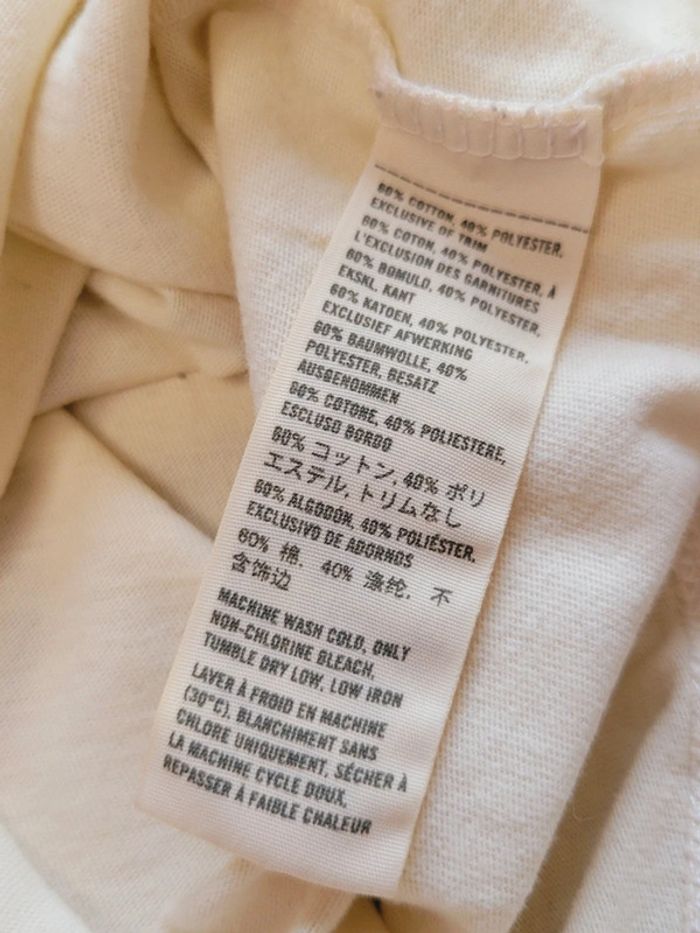 60% COTTON, 40% POLYESTER,
EXCLUSIVE OF TRIM
60% COTON, 40% POLYESTER, À
L'EXCLUSION DES GARNITURES
60% BOMULD, 40% POLYESTER,
EKSKL. KANT
60% KATOEN, 40% POLYESTER,
EXCLUSIEF AFWERKING
60% BAUMWOLLE, 40%
POLYESTER, BESATZ
AUSGENOMMEN
60% COTONE, 40% POLIESTERE,
ESCLUSO BORDO
60% コットン, 40% ポリ
エステル, トリムなし
60% ALGODÓN, 40% POLIÉSTER,
EXCLUSIVO DE ADORNOS
60% 棉, 40% 涤纶, 不
含饰边
MACHINE WASH COLD, ONLY
NON-CHLORINE BLEACH,
TUMBLE DRY LOW, LOW IRON
LAVER À FROID EN MACHINE
(30°C), BLANCHIMENT SANS
CHLORE UNIQUEMENT, SÉCHER À
LA MACHINE CYCLE DOUX,
REPASSER À FAIBLE CHALEUR